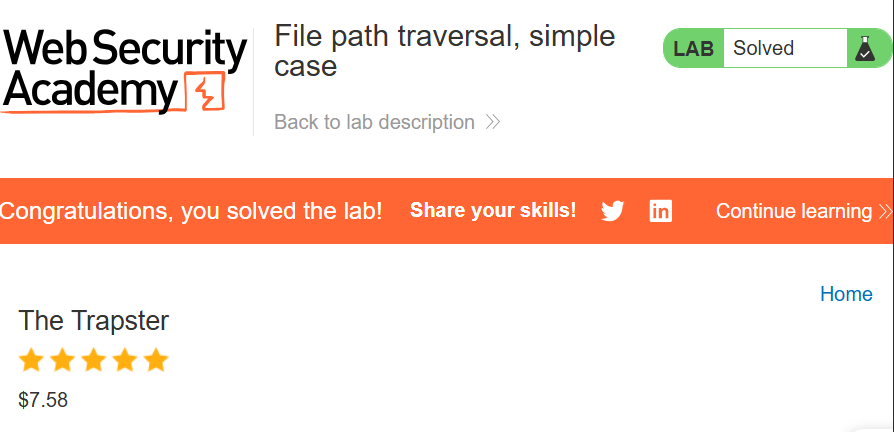 Web Security
Academy
File path traversal, simple
case
Back to lab description
LAB Solved
Congratulations, you solved the lab!
Share your skills!
Continue learning
Home
The Trapster
$7.58